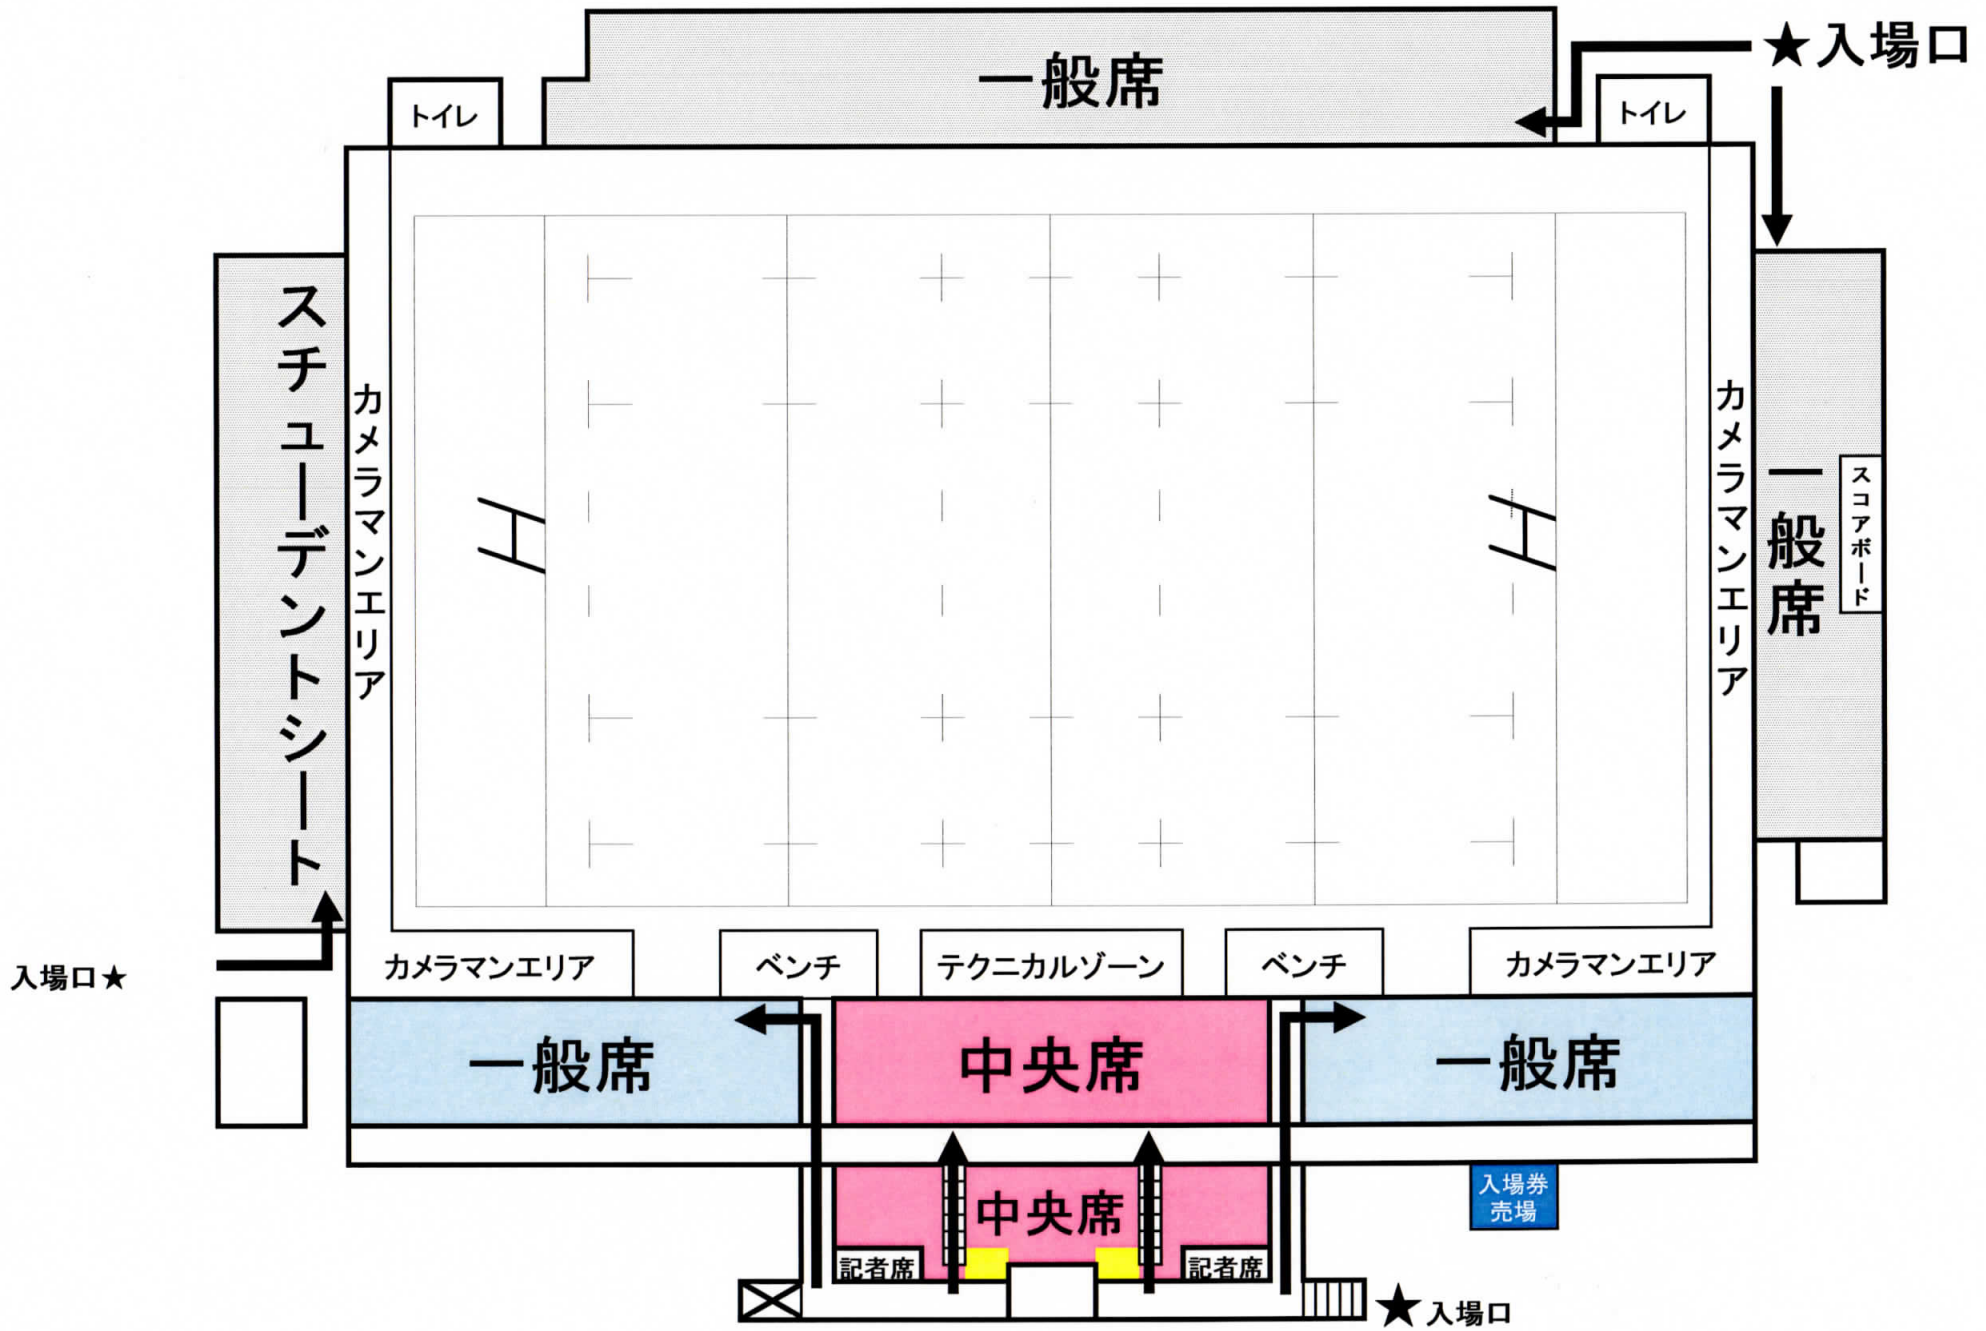 一般席
★入場口
トイレ
トイレ
スチューデントシート
カメラマンエリア
カメラマンエリア
一般席
スコアボード
入場口★
カメラマンエリア
ベンチ
テクニカルゾーン
ベンチ
カメラマンエリア
一般席
中央席
一般席
中央席
入場券
売場
記者席
記者席
★入場口